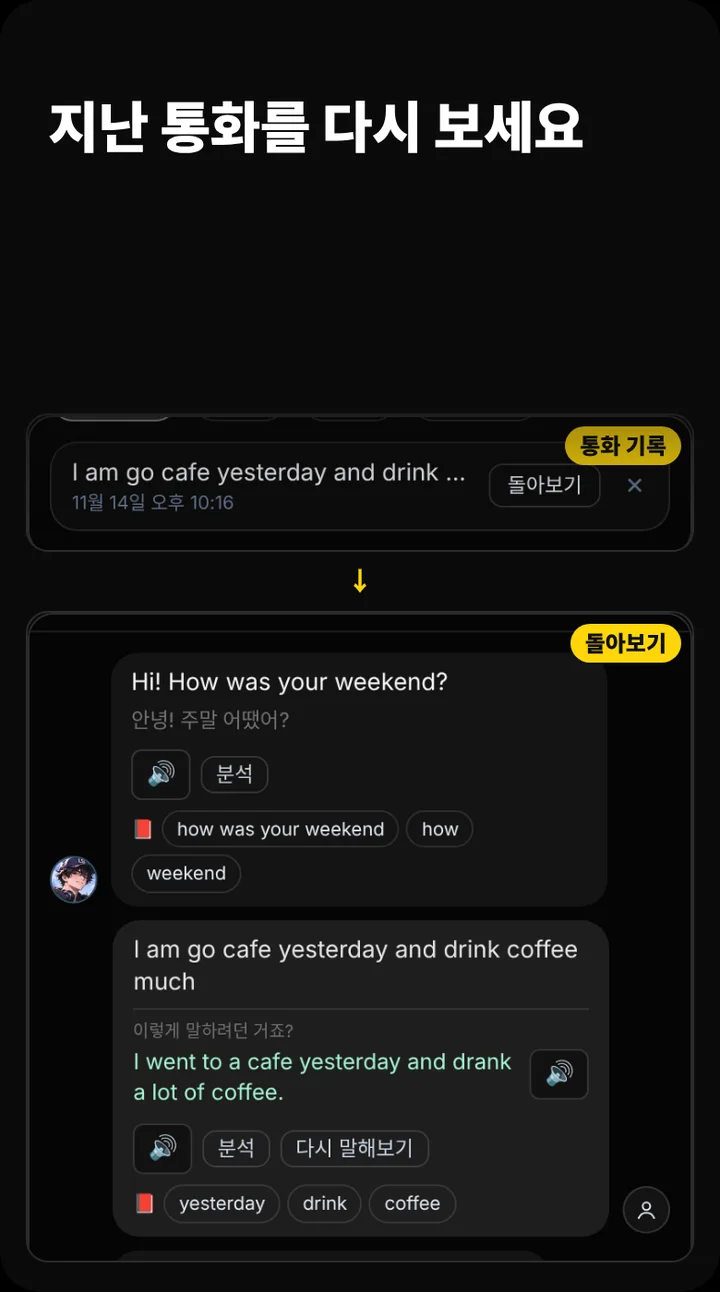 지난 통화를 다시 보세요
통화 기록
I am go cafe yesterday and drink ...
돌아보기
×
11월 14일 오후 10:16
↓
돌아보기
Hi! How was your weekend?
안녕! 주말 어땠어?
분석
how was your weekend
how
weekend
I am go cafe yesterday and drink coffee
much
이렇게 말하려던 거죠?
I went to a cafe yesterday and drank
a lot of coffee.
분석
다시 말해보기
yesterday
drink
coffee